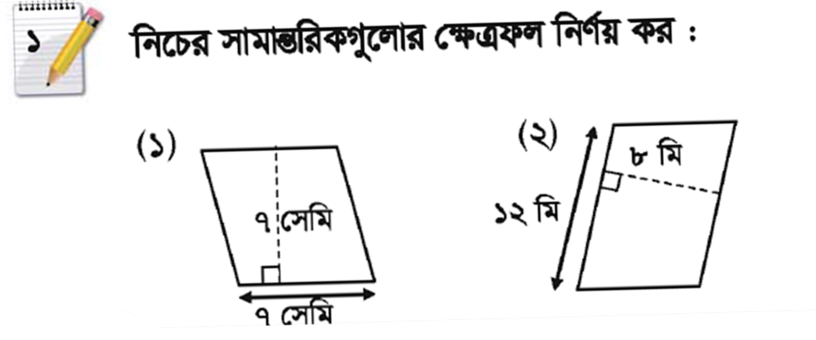 ১
নিচের সামান্তরিকগুলোর ক্ষেত্রফল নির্ণয় কর :
(১)
৭ সেমি
৭ সেমি
(২)
৮ মি
১২ মি